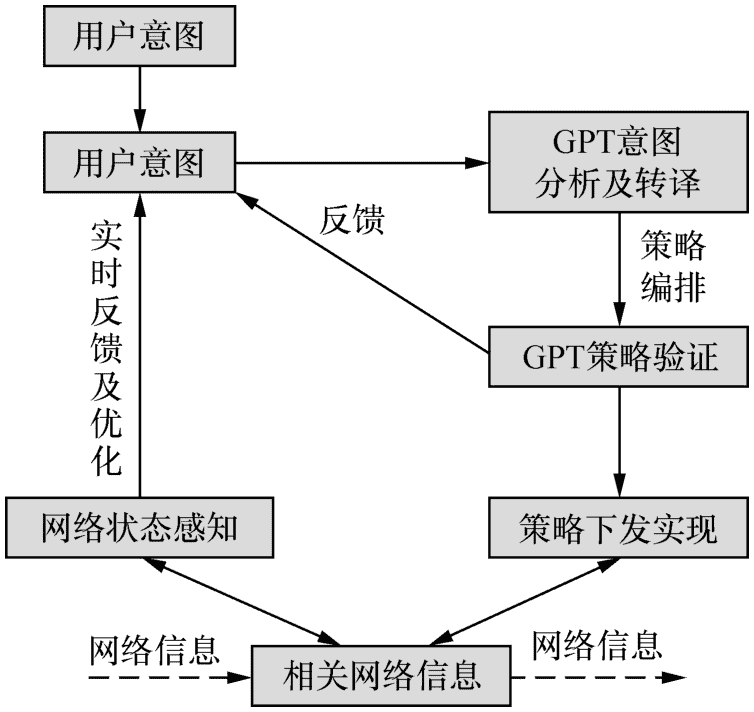 用户意图
用户意图
GPT意图
分析及转译
反馈
策略
编排
实时反馈及优化
GPT策略验证
网络状态感知
策略下发实现
网络信息
相关网络信息
网络信息